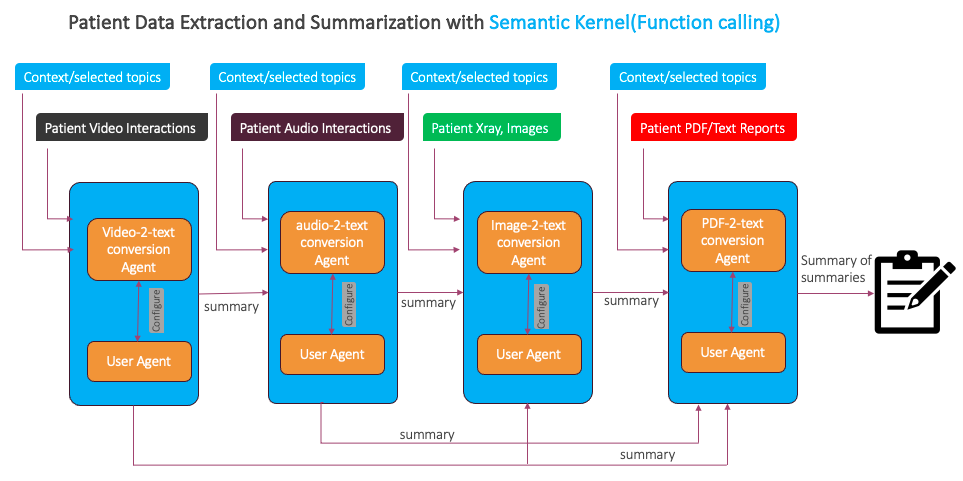 Patient Data Extraction and Summarization with Semantic Kernel(Function calling)
Context/selected topics
Context/selected topics
Context/selected topics
Context/selected topics
Patient Video Interactions
Patient Audio Interactions
Patient Xray, Images
Patient PDF/Text Reports
Video-2-text
conversion
Agent
Configure
User Agent
summary
audio-2-text
conversion
Agent
Configure
User Agent
summary
Image-2-text
conversion
Agent
Configure
User Agent
summary
PDF-2-text
conversion
Agent
Configure
User Agent
Summary of
summaries
summary
summary